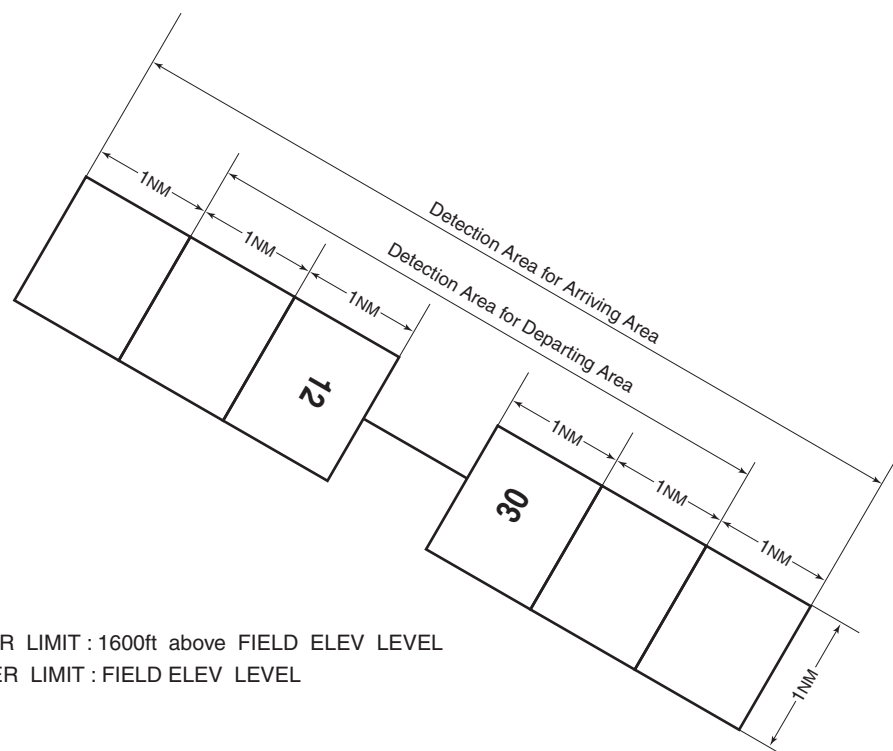 Detection Area for Arriving Area
Detection Area for Departing Area
1NM
1NM
1NM
12
30
1NM
1NM
1NM
1NM
R LIMIT : 1600ft above FIELD ELEV LEVEL
ER LIMIT : FIELD ELEV LEVEL